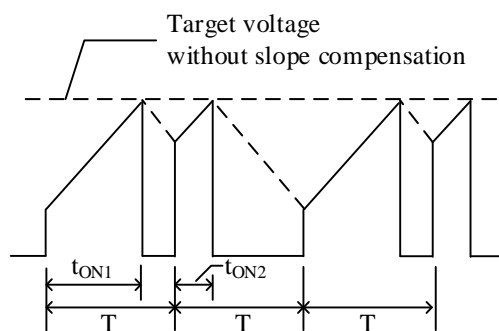 Target voltage
without slope compensation
tON1
tON2
T
T
T